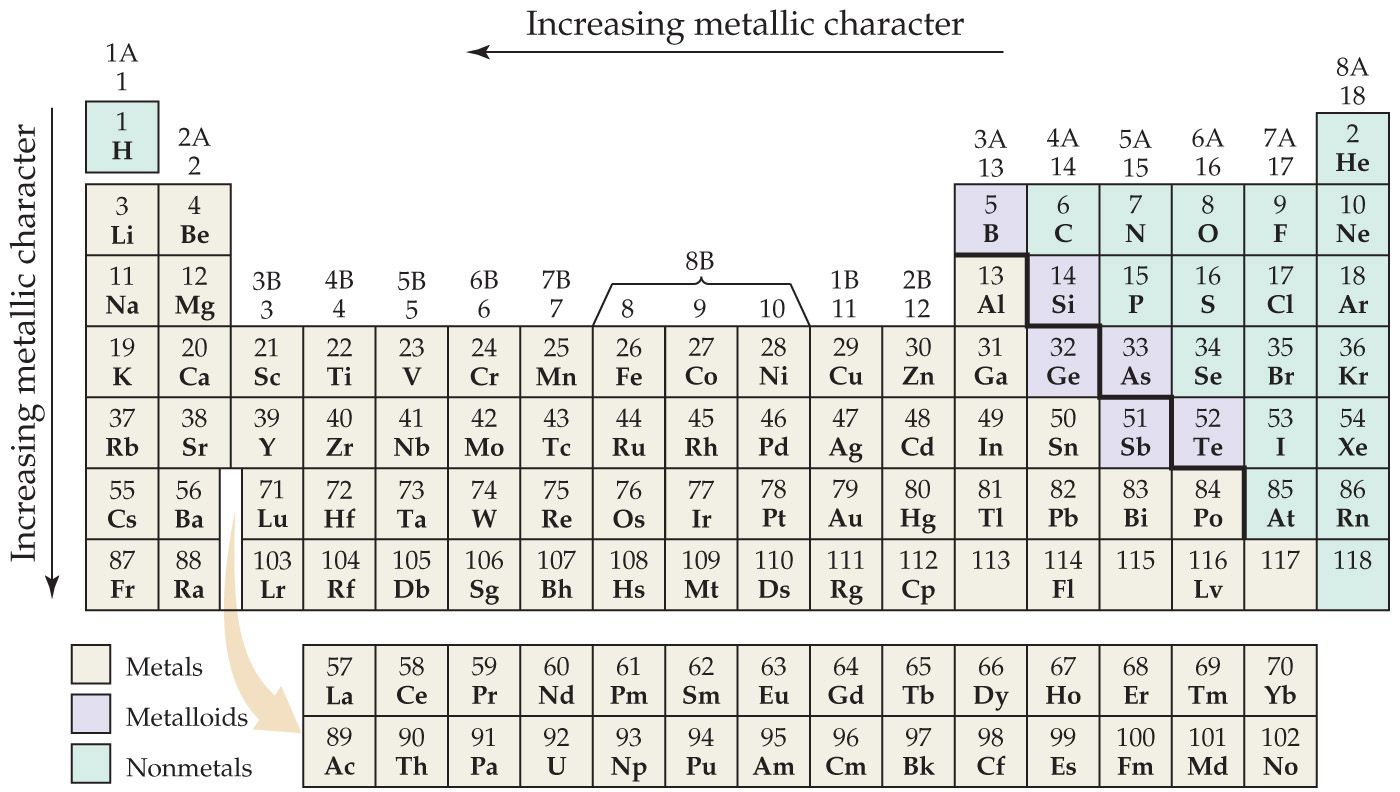 Increasing metallic character
Increasing metallic character
1A 8A
1 18
2A 3A 4A 5A 6A 7A
2 13 14 15 16 17
1 2
H He
3 4 5 6 7 8 9 10
Li Be B C N O F Ne
3B 4B 5B 6B 7B 8B 1B 2B
3 4 5 6 7 8 9 10 11 12
11 12 13 14 15 16 17 18
Na Mg Al Si P S Cl Ar
19 20 21 22 23 24 25 26 27 28 29 30 31 32 33 34 35 36
K Ca Sc Ti V Cr Mn Fe Co Ni Cu Zn Ga Ge As Se Br Kr
37 38 39 40 41 42 43 44 45 46 47 48 49 50 51 52 53 54
Rb Sr Y Zr Nb Mo Tc Ru Rh Pd Ag Cd In Sn Sb Te I Xe
55 56 71 72 73 74 75 76 77 78 79 80 81 82 83 84 85 86
Cs Ba Lu Hf Ta W Re Os Ir Pt Au Hg Tl Pb Bi Po At Rn
87 88 103 104 105 106 107 108 109 110 111 112 113 114 115 116 117 118
Fr Ra Lr Rf Db Sg Bh Hs Mt Ds Rg Cp Fl Lv
57 58 59 60 61 62 63 64 65 66 67 68 69 70
La Ce Pr Nd Pm Sm Eu Gd Tb Dy Ho Er Tm Yb
89 90 91 92 93 94 95 96 97 98 99 100 101 102
Ac Th Pa U Np Pu Am Cm Bk Cf Es Fm Md No
Metals
Metalloids
Nonmetals